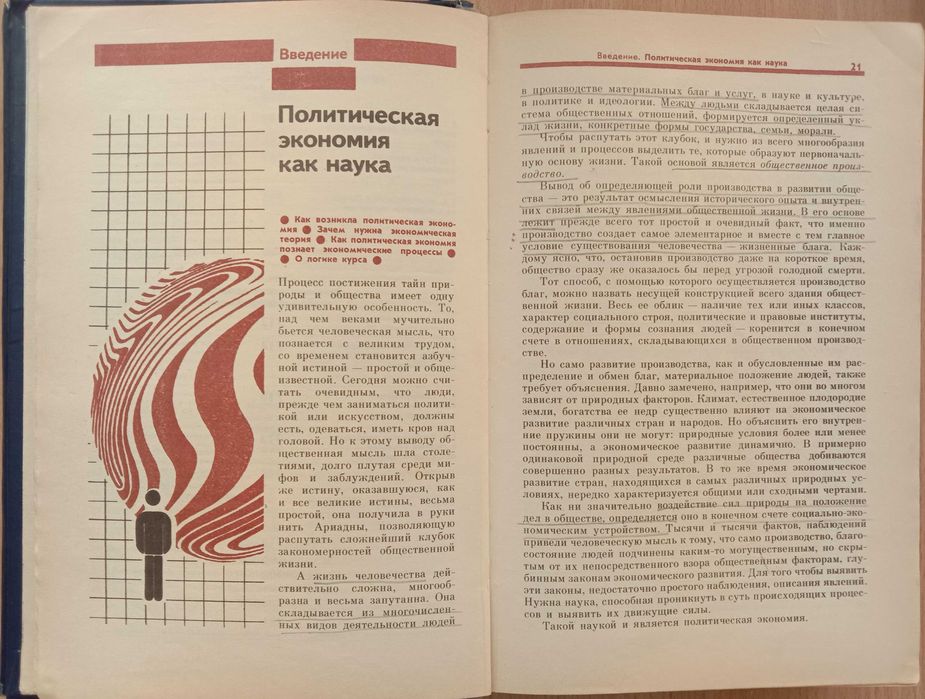 Введение
Политическая
экономия
как наука
● Как возникла политическая эконо-
мия ● Зачем нужна экономическая
теория ● Как политическая экономия
познает экономические процессы ●
● О логике курса ●
Процесс постижения тайн при-
роды и общества имеет одну
удивительную особенность. То,
над чем веками мучительно
бьется человеческая мысль, что
познается с великим трудом,
со временем становится азбуч-
ной истиной — простой и обще-
известной. Сегодня можно счи-
тать очевидным, что люди,
прежде чем заниматься полити-
кой или искусством, должны
есть, одеваться, иметь кров над
головой. Но к этому выводу об-
щественная мысль шла столе-
тиями, долго плутая среди ми-
фов и заблуждений. Открыв
же истину, оказавшуюся, как
и все великие истины, весьма
простой, она получила в руки
нить Ариадны, позволяющую
распутать сложнейший клубок
закономерностей общественной
жизни.
А жизнь человечества дей-
ствительно сложна, многооб-
разна и весьма запутанна. Она
складывается из многочислен-
ных видов деятельности людей
Введение. Политическая экономия как наука 21
в производстве материальных благ и услуг, в науке и культуре,
в политике и идеологии. Между людьми складывается целая си-
стема общественных отношений, формируется определенный ук-
лад жизни, конкретные формы государства, семьи, морали.
Чтобы распутать этот клубок, и нужно из всего многообразия
явлений и процессов выделить те, которые образуют первоначаль-
ную основу жизни. Такой основой является общественное произ-
водство.
Вывод об определяющей роли производства в развитии обще-
ства — это результат осмысления исторического опыта и внутрен-
них связей между явлениями общественной жизни. В его основе
лежит прежде всего тот простой и очевидный факт, что именно
производство создает самое элементарное и вместе с тем главное
условие существования человечества — жизненные блага. Каж-
дому ясно, что, остановив производство даже на короткое время,
общество сразу же оказалось бы перед угрозой голодной смерти.
Тот способ, с помощью которого осуществляется производство
благ, можно назвать несущей конструкцией всего здания общест-
венной жизни. Весь ее облик — наличие тех или иных классов,
характер социального строя, политические и правовые институты,
содержание и формы сознания людей — коренится в конечном
счете в отношениях, складывающихся в общественном производ-
стве.
Но само развитие производства, как и обусловленные им рас-
пределение и обмен благ, материальное положение людей, также
требует объяснения. Давно замечено, например, что они во многом
зависят от природных факторов. Климат, естественное плодородие
земли, богатства ее недр существенно влияют на экономическое
развитие различных стран и народов. Но объяснить его внутрен-
ние пружины они не могут: природные условия более или менее
постоянны, а экономическое развитие динамично. В примерно
одинаковой природной среде различные общества добиваются
совершенно разных результатов. В то же время экономическое
развитие стран, находящихся в самых различных природных ус-
ловиях, нередко характеризуется общими или сходными чертами.
Как ни значительно воздействие сил природы на положение
дел в обществе, определяется оно в конечном счете социально-эко-
номическим устройством. Тысячи и тысячи фактов, наблюдений
привели человеческую мысль к тому, что само производство, благо-
состояние людей подчинены каким-то могущественным, но скры-
тым от их непосредственного взора общественным факторам, глу-
бинным законам экономического развития. Для того чтобы выявить
эти законы, недостаточно простого наблюдения, описания явлений.
Нужна наука, способная проникнуть в суть происходящих процес-
сов и выявить их движущие силы.
Такой наукой и является политическая экономия.